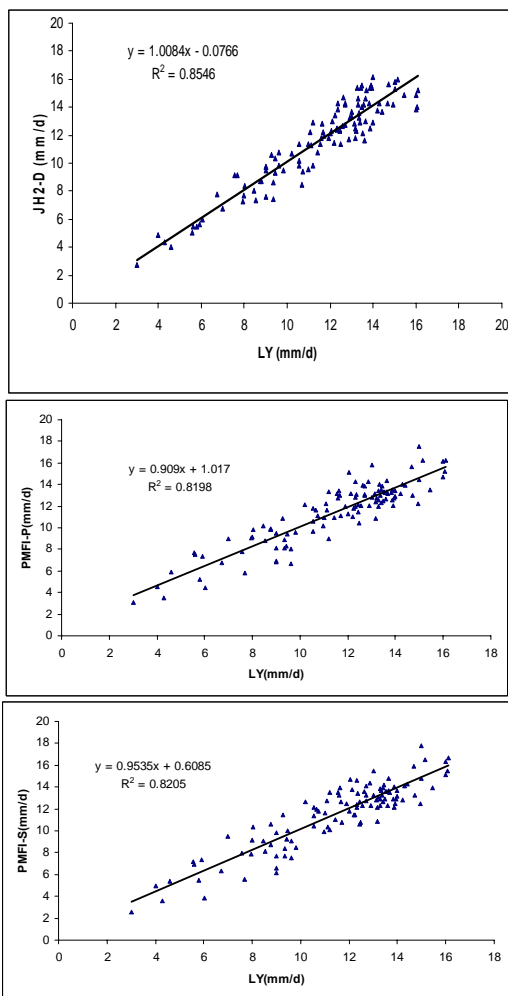 y = 1.0084x - 0.0766
R² = 0.8546
JH2-D (mm/d)
20
18
16
14
12
10
8
6
4
2
0
0 2 4 6 8 10 12 14 16 18 20
LY (mm/d)
y = 0.909x + 1.017
R² = 0.8198
PMFI-P(mm/d)
20
18
16
14
12
10
8
6
4
2
0
0 2 4 6 8 10 12 14 16 18
LY(mm/d)
y = 0.9535x + 0.6085
R² = 0.8205
PMFI-S(mm/d)
20
18
16
14
12
10
8
6
4
2
0
0 2 4 6 8 10 12 14 16 18
LY(mm/d)